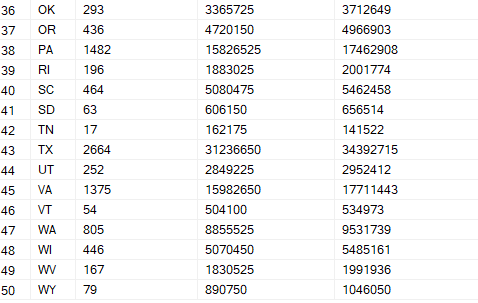 36 OK 293 3365725 3712649
37 OR 436 4720150 4966903
38 PA 1482 15826525 17462908
39 RI 196 1883025 2001774
40 SC 464 5080475 5462458
41 SD 63 606150 656514
42 TN 17 162175 141522
43 TX 2664 31236650 34392715
44 UT 252 2849225 2952412
45 VA 1375 15982650 17711443
46 VT 54 504100 534973
47 WA 805 8855525 9531739
48 WI 446 5070450 5485161
49 WV 167 1830525 1991936
50 WY 79 890750 1046050